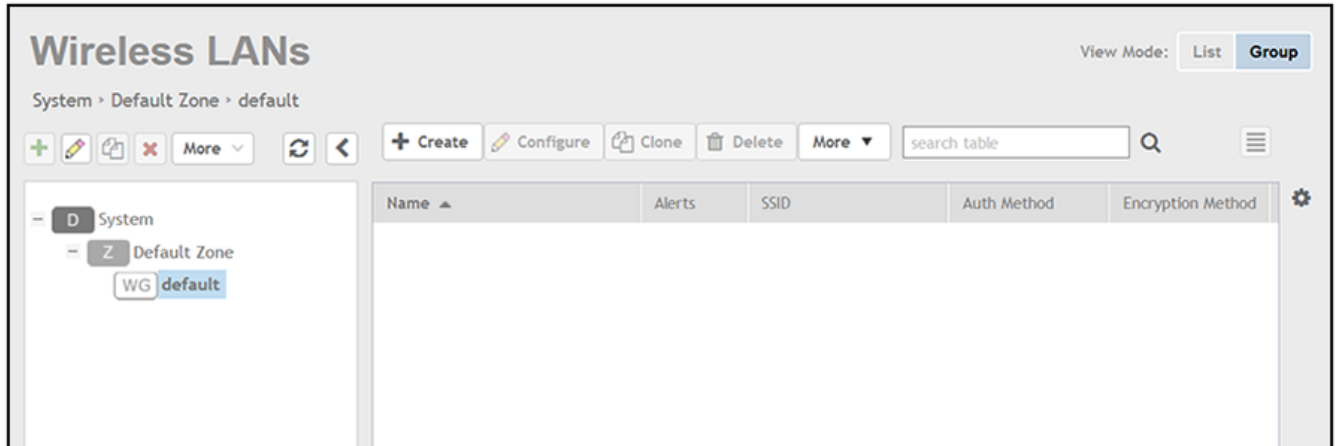 Wireless LANs
View Mode: List Group
System > Default Zone > default
More
Create Configure Clone Delete More search table
Name Alerts SSID Auth Method Encryption Method
D System
Z Default Zone
WG default